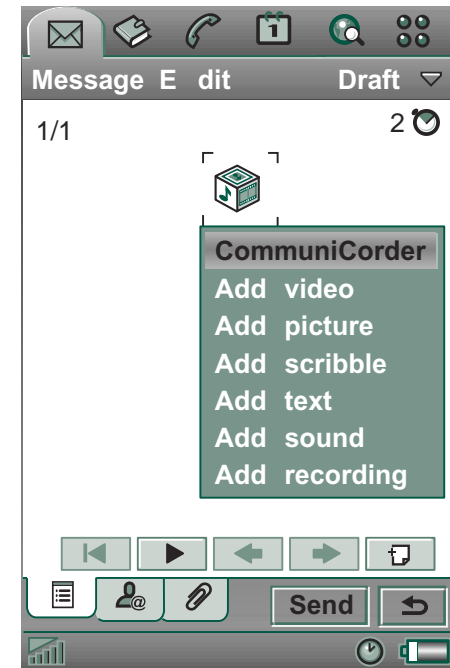 1
Message E dit Draft
1/1 2
CommuniCorder
Add video
Add picture
Add scribble
Add text
Add sound
Add recording
@
Send